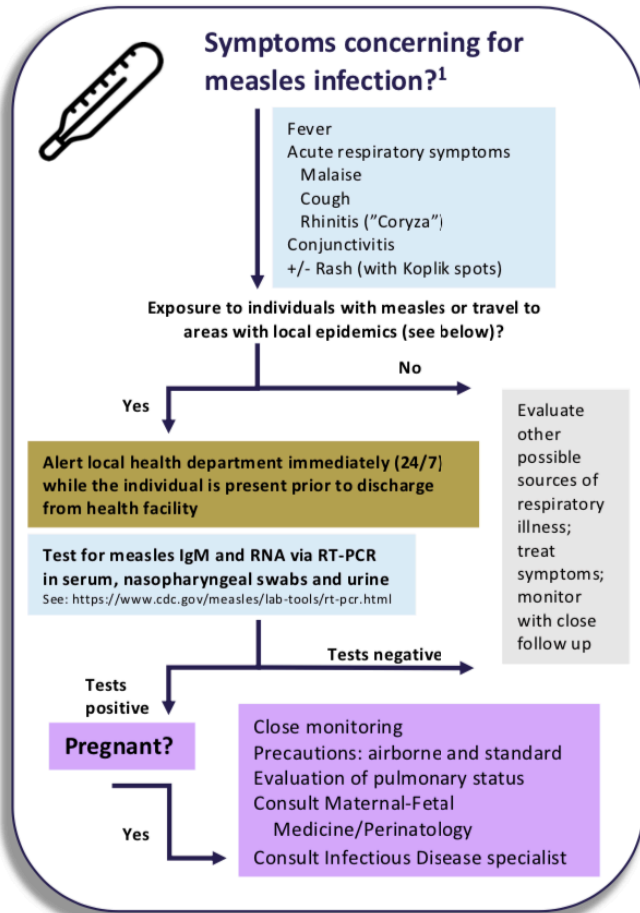 Symptoms concerning for
measles infection?1
Fever
Acute respiratory symptoms
Malaise
Cough
Rhinitis (”Coryza”)
Conjunctivitis
+/- Rash (with Koplik spots)
Exposure to individuals with measles or travel to
areas with local epidemics (see below)?
No
Yes
Evaluate
other
possible
sources of
respiratory
illness;
treat
symptoms;
monitor
with close
follow up
Alert local health department immediately (24/7)
while the individual is present prior to discharge
from health facility
Test for measles IgM and RNA via RT-PCR
in serum, nasopharyngeal swabs and urine
See: https://www.cdc.gov/measles/lab-tools/rt-pcr.html
Tests negative
Tests
positive
Pregnant?
Yes
Close monitoring
Precautions: airborne and standard
Evaluation of pulmonary status
Consult Maternal-Fetal
Medicine/Perinatology
Consult Infectious Disease specialist